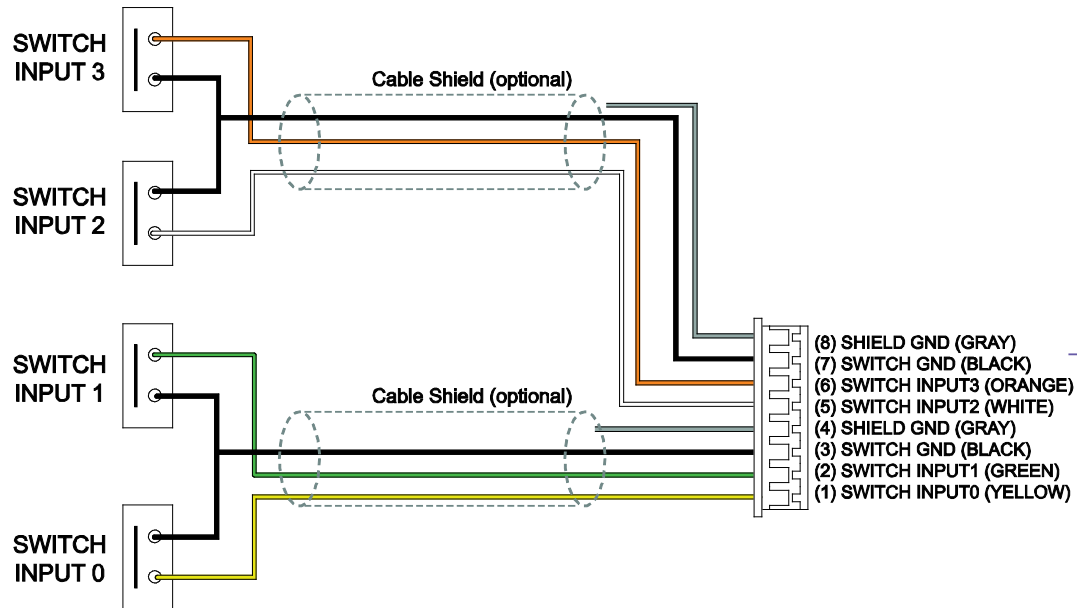 SWITCH
INPUT 3
Cable Shield (optional)
SWITCH
INPUT 2
SWITCH
INPUT 1
Cable Shield (optional)
SWITCH
INPUT 0
(8) SHIELD GND (GRAY)
(7) SWITCH GND (BLACK)
(6) SWITCH INPUT3 (ORANGE)
(5) SWITCH INPUT2 (WHITE)
(4) SHIELD GND (GRAY)
(3) SWITCH GND (BLACK)
(2) SWITCH INPUT1 (GREEN)
(1) SWITCH INPUT0 (YELLOW)